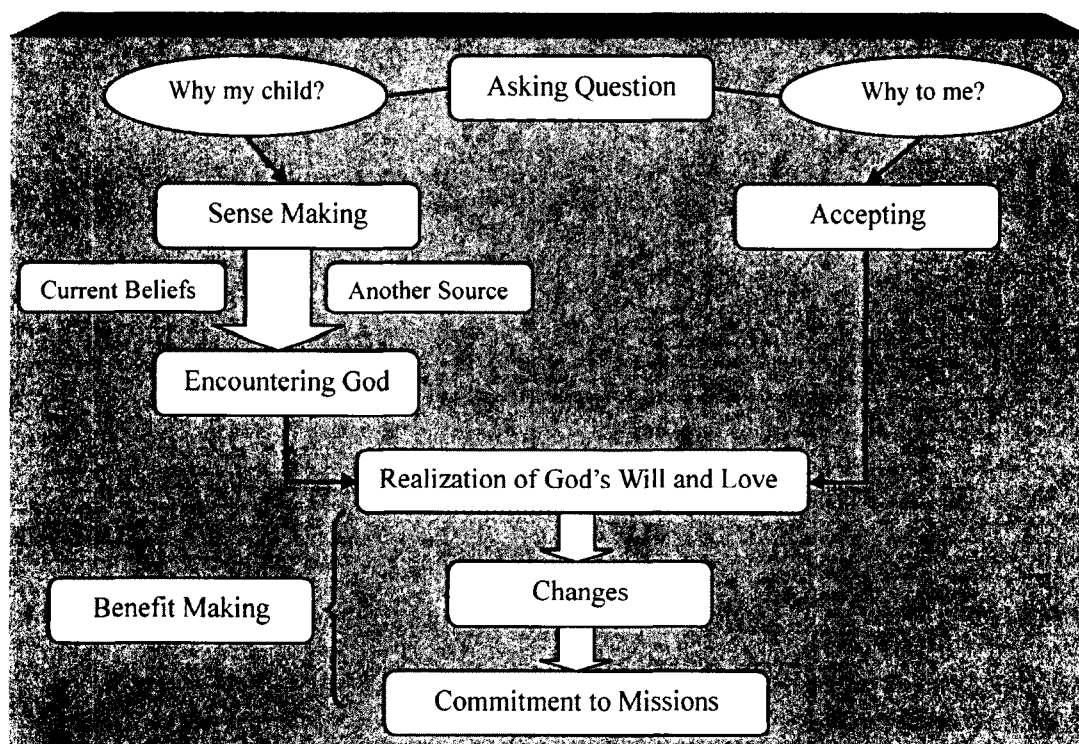 Why my child?
Asking Question
Why to me?
Sense Making
Accepting
Current Beliefs
Another Source
Encountering God
Realization of God's Will and Love
Changes
Benefit Making
Commitment to Missions